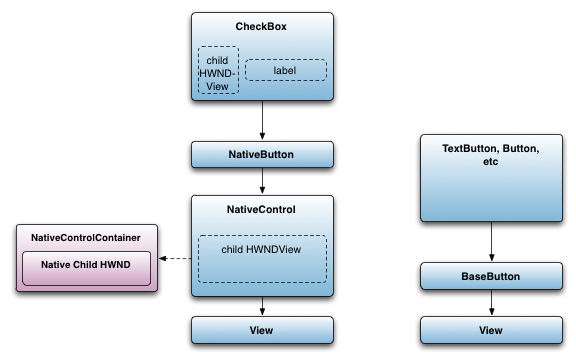 CheckBox
child
HWND-
View
label
NativeButton
TextButton, Button,
etc
NativeControl
child HWNDView
NativeControlContainer
Native Child HWND
BaseButton
View
View